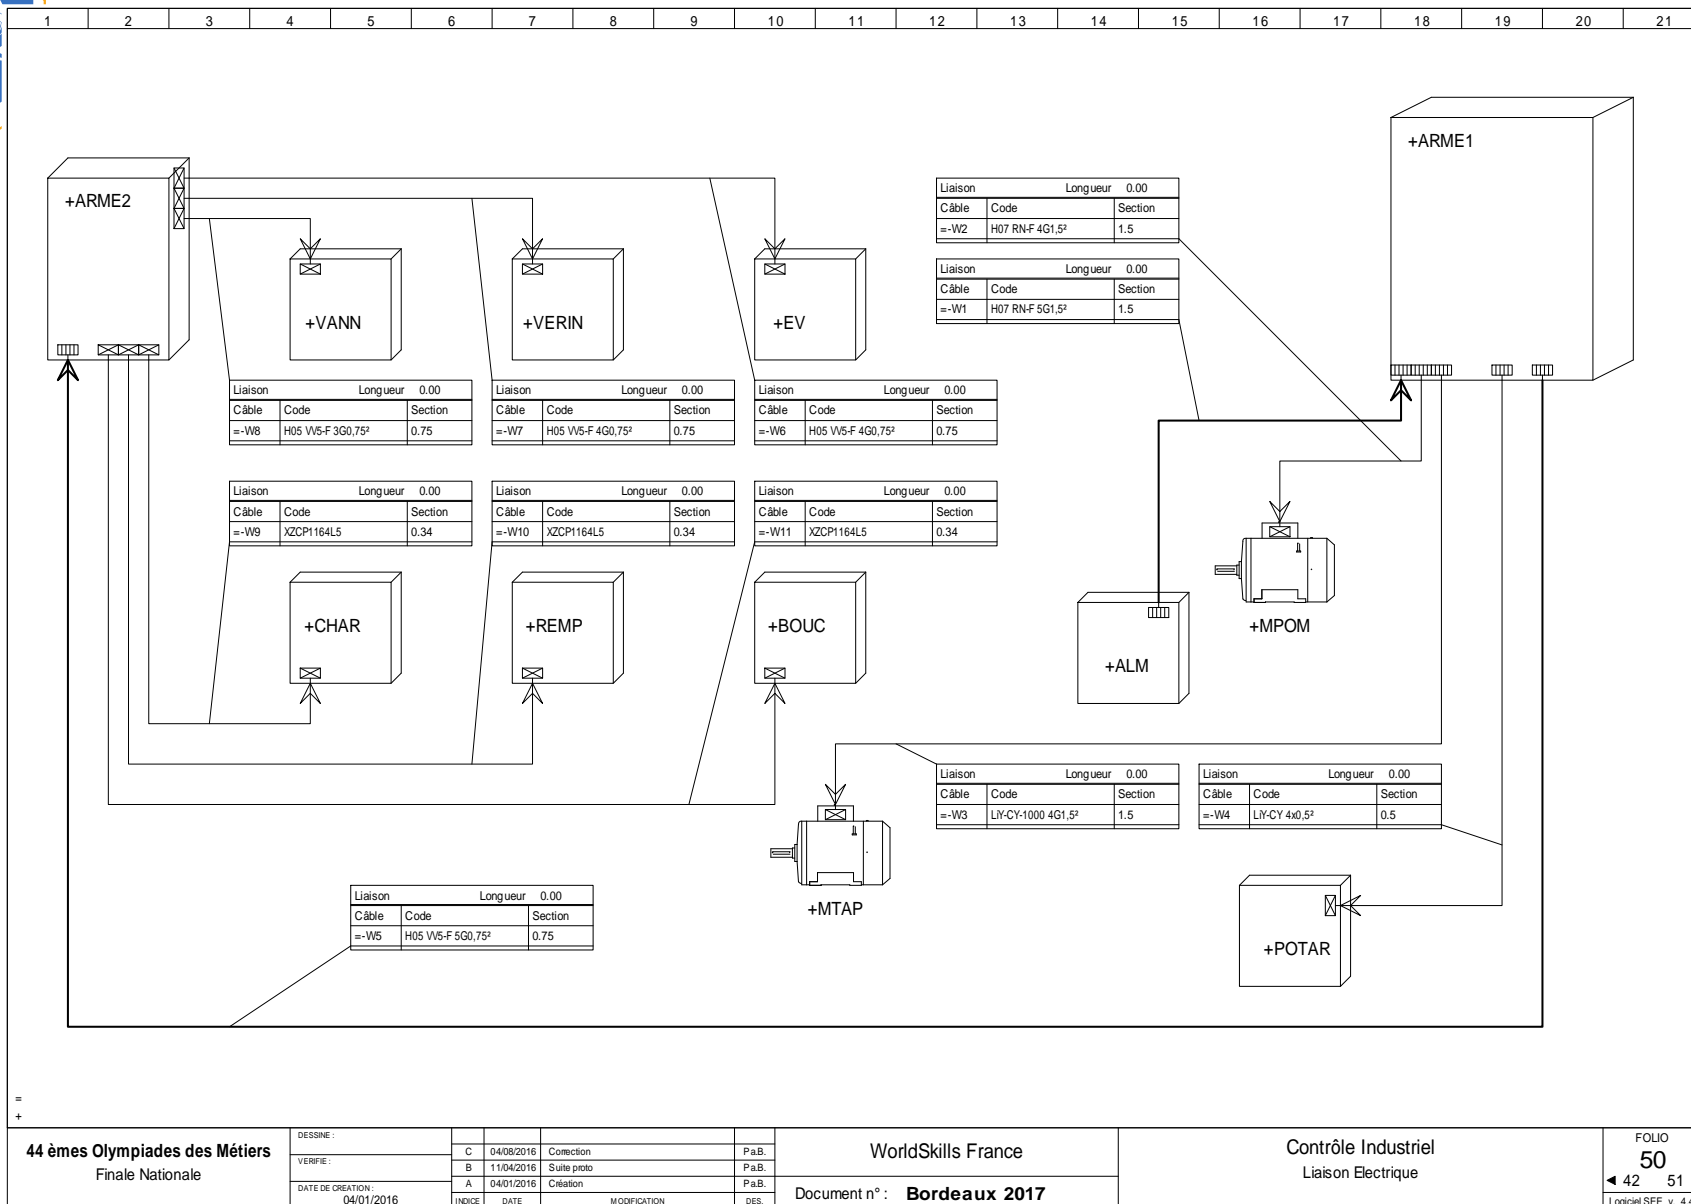 1 2 3 4 5 6 7 8 9 10 11 12 13 14 15 16 17 18 19 20 21
+ARME1
+ARME2
Liaison Longueur 0.00
Câble Code Section
=-W2 H07 RN-F 4G1,5² 1.5
Liaison Longueur 0.00
Câble Code Section
=-W1 H07 RN-F 5G1,5² 1.5
+VANN +VERIN +EV
Liaison Longueur 0.00
Câble Code Section
=-W8 H05 VV5-F 3G0,75² 0.75
Liaison Longueur 0.00
Câble Code Section
=-W7 H05 VV5-F 4G0,75² 0.75
Liaison Longueur 0.00
Câble Code Section
=-W6 H05 VV5-F 4G0,75² 0.75
Liaison Longueur 0.00
Câble Code Section
=-W9 XZCP1164L5 0.34
Liaison Longueur 0.00
Câble Code Section
=-W10 XZCP1164L5 0.34
Liaison Longueur 0.00
Câble Code Section
=-W11 XZCP1164L5 0.34
+CHAR +REMP +BOUC +MPOM
+ALM
Liaison Longueur 0.00
Câble Code Section
=-W3 LiY-CY-1000 4G1,5² 1.5
Liaison Longueur 0.00
Câble Code Section
=-W4 LiY-CY 4x0,5² 0.5
+MTAP
Liaison Longueur 0.00
Câble Code Section
=-W5 H05 VV5-F 5G0,75² 0.75
+POTAR
=
+
44 èmes Olympiades des Métiers
Finale Nationale
DESSINE :
VERIFIE :
DATE DE CREATION :
04/01/2016
C 04/08/2016 Correction Pa.B.
B 11/04/2016 Suite proto Pa.B.
A 04/01/2016 Création Pa.B.
INDICE DATE MODIFICATION DES.
WorldSkills France
Document n° : Bordeaux 2017
Contrôle Industriel
Liaison Electrique
FOLIO
50
◄ 42 51
Logiciel SEE v. 4.